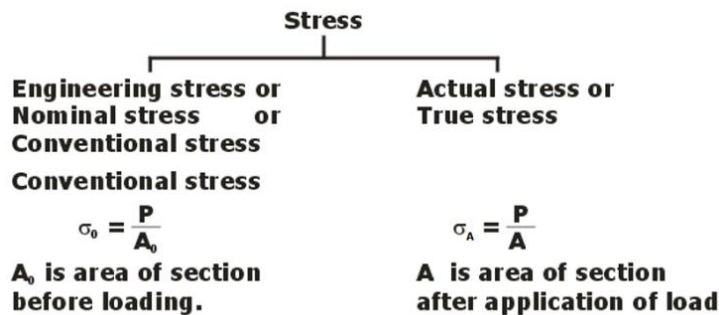 Stress
Engineering stress or
Nominal stress or
Conventional stress
Conventional stress
σ₀ = P/A₀
A₀ is area of section
before loading.
Actual stress or
True stress
σ_A = P/A
A is area of section
after application of load